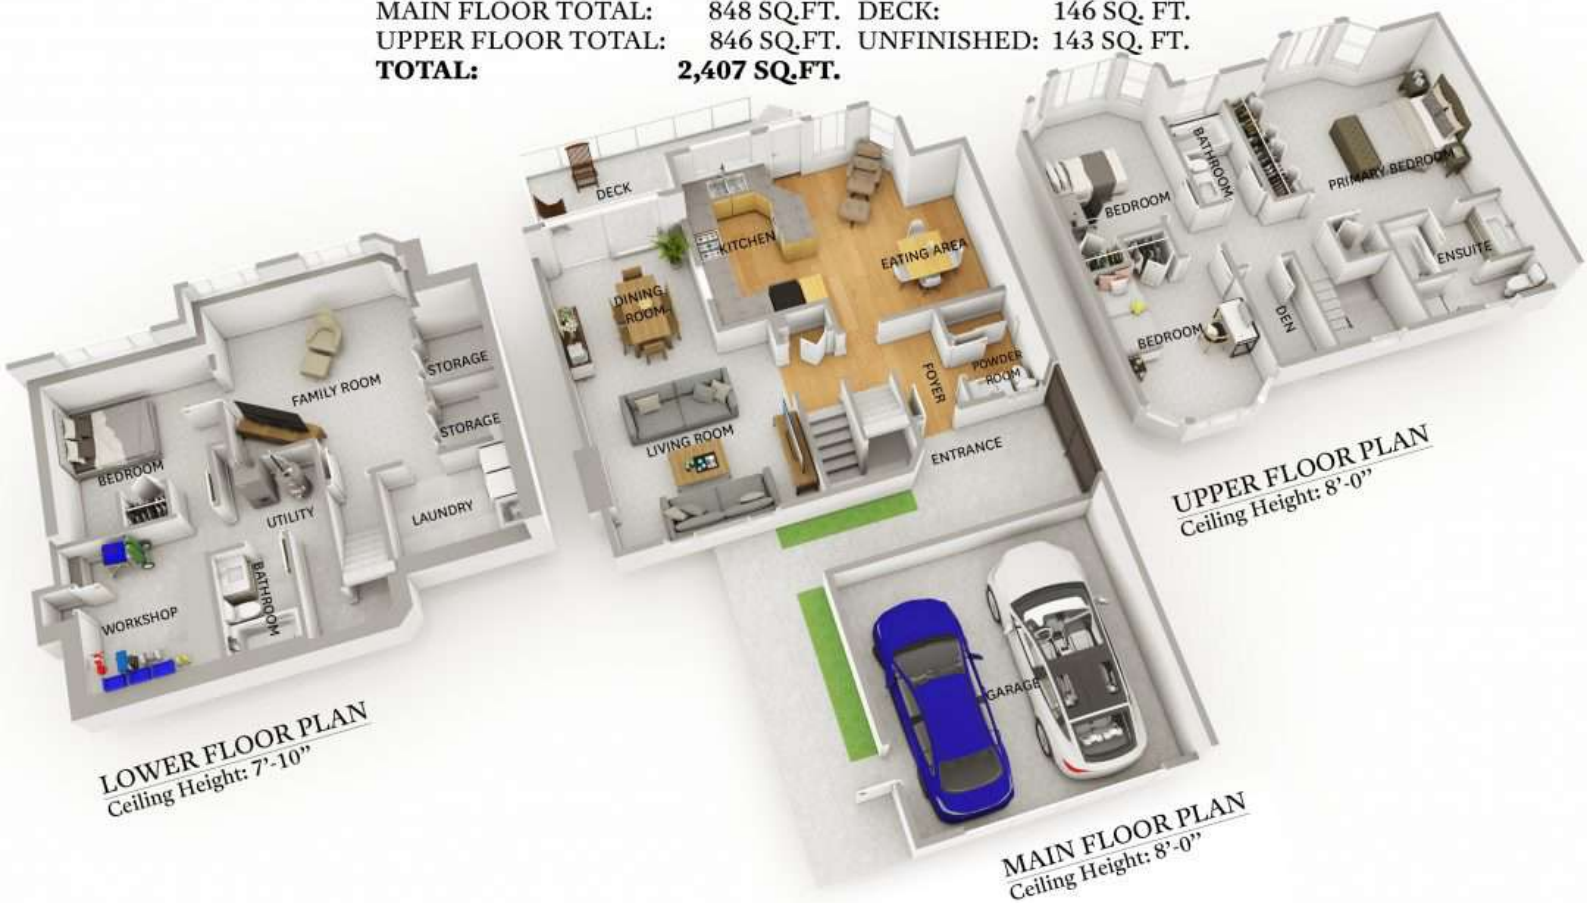 MAIN FLOOR TOTAL: 848 SQ.FT. DECK: 146 SQ. FT.
UPPER FLOOR TOTAL: 846 SQ.FT. UNFINISHED: 143 SQ. FT.
TOTAL: 2,407 SQ.FT.
FAMILY ROOM
STORAGE
STORAGE
BEDROOM
UTILITY
LAUNDRY
BATHROOM
WORKSHOP
LOWER FLOOR PLAN
Ceiling Height: 7'-10"
DECK
KITCHEN
EATING AREA
DINING
ROOM
LIVING ROOM
FOYER
POWDER
ROOM
ENTRANCE
GARAGE
MAIN FLOOR PLAN
Ceiling Height: 8'-0"
BEDROOM
BATHROOM
PRIMARY BEDROOM
ENSUITE
BEDROOM
DEN
UPPER FLOOR PLAN
Ceiling Height: 8'-0"